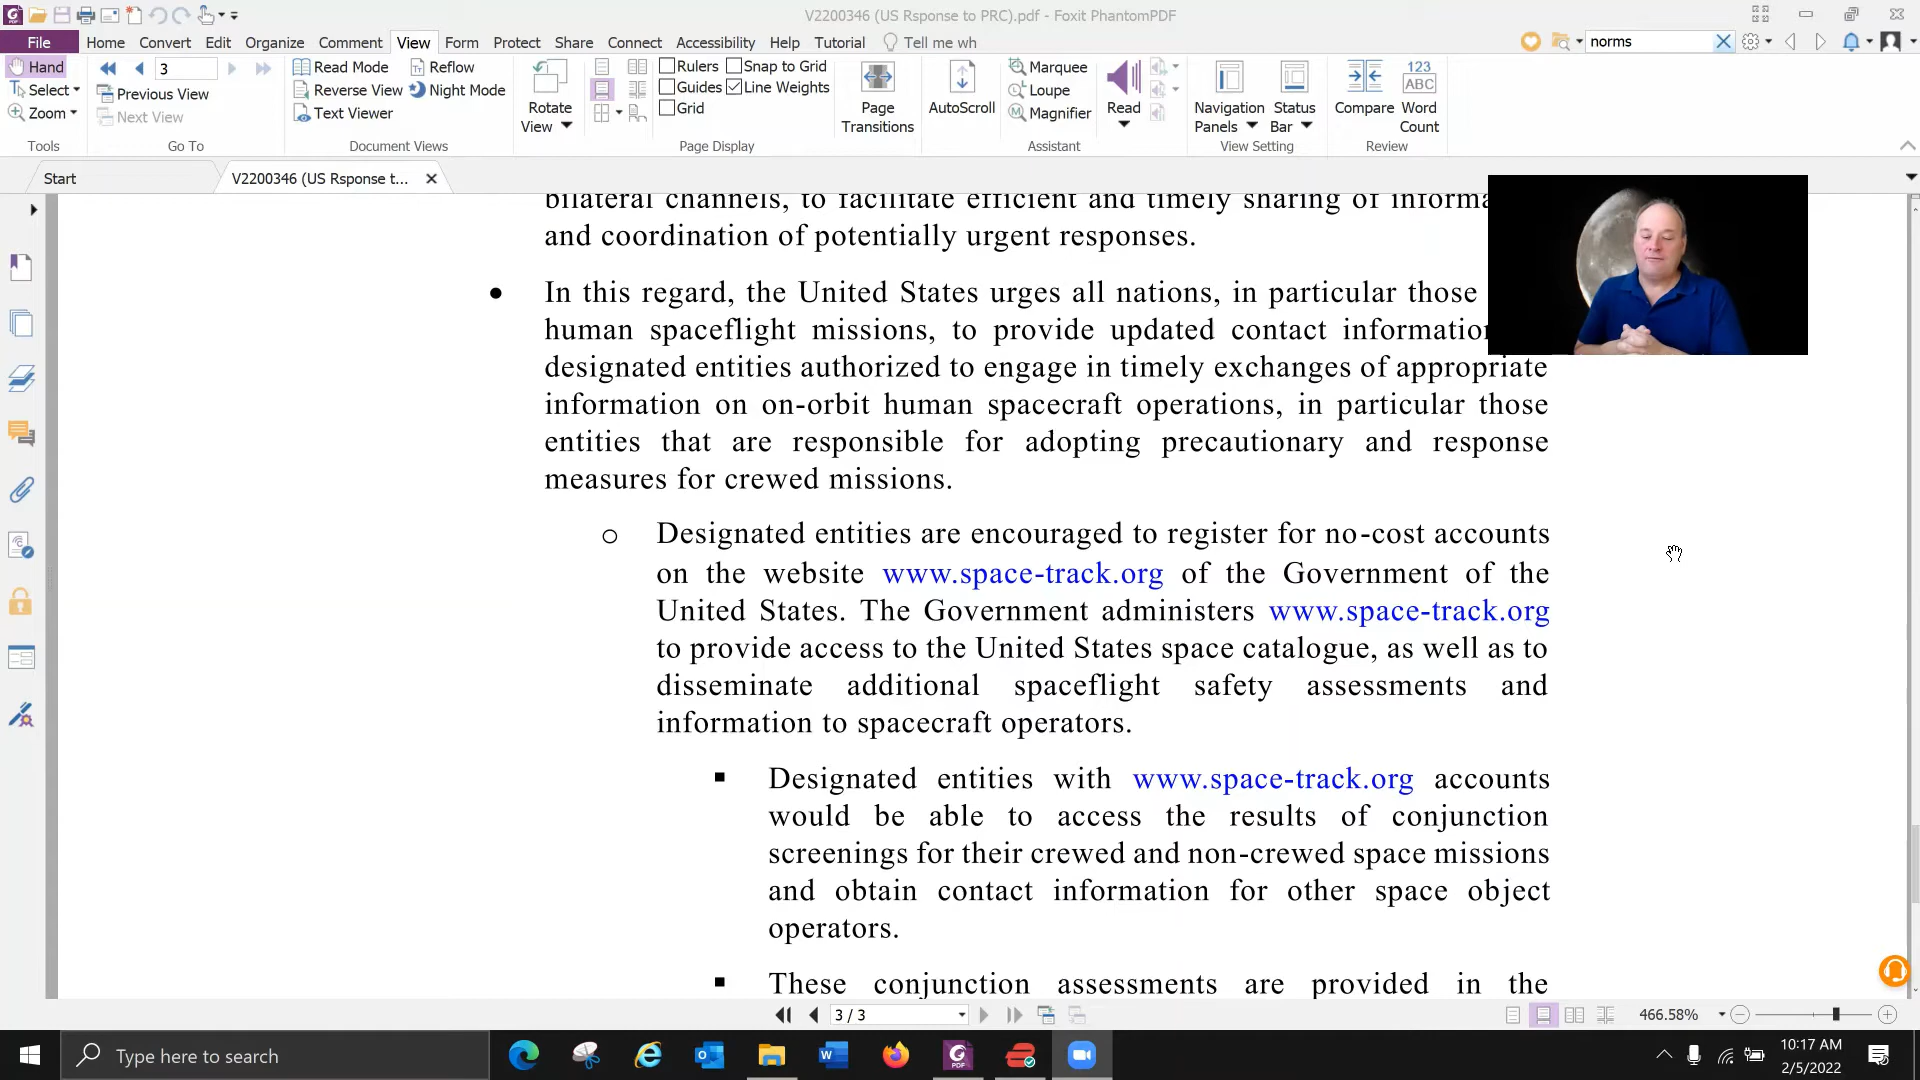 V2200346 (US Rsponse to PRC).pdf - Foxit PhantomPDF
File Home Convert Edit Organize Comment View Form Protect Share Connect Accessibility Help Tutorial Tell me wh norms
Hand
Select
Zoom
Tools
3
Previous View
Next View
Go To
Read Mode Reflow
Reverse View Night Mode
Text Viewer
Document Views
Rotate
View
Rulers Snap to Grid
Guides Line Weights
Grid
Page Display
Page
Transitions
AutoScroll
Marquee
Loupe
Magnifier
Assistant
Read
Navigation
Panels
Status
Bar
View Setting
Compare
123
ABC
Word
Count
Review
Start
V2200346 (US Rsponse t...
bilateral channels, to facilitate efficient and timely sharing of
and coordination of potentially urgent responses.
• In this regard, the United States urges all nations, in particular those
human spaceflight missions, to provide updated contact information
designated entities authorized to engage in timely exchanges of appropriate
information on on-orbit human spacecraft operations, in particular those
entities that are responsible for adopting precautionary and response
measures for crewed missions.
o Designated entities are encouraged to register for no-cost accounts
on the website www.space-track.org of the Government of the
United States. The Government administers www.space-track.org
to provide access to the United States space catalogue, as well as to
disseminate additional spaceflight safety assessments and
information to spacecraft operators.
▪ Designated entities with www.space-track.org accounts
would be able to access the results of conjunction
screenings for their crewed and non-crewed space missions
and obtain contact information for other space object
operators.
▪ These conjunction assessments are provided in the
3 / 3
466.58%
Type here to search
10:17 AM
2/5/2022